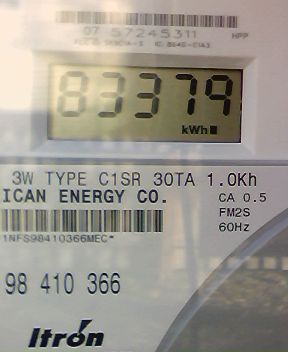 07 57245311 HPP
83379
kWh
3W TYPE C1SR 30TA 1.0Kh
ICAN ENERGY CO. CA 0.5
FM2S
60Hz
1NFS98410366MEC*
98 410 366
Itron